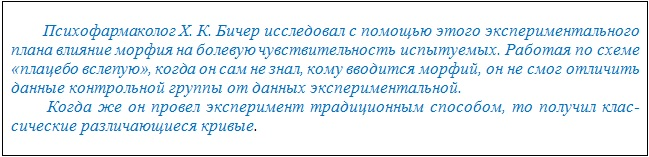 Психофармаколог Х. К. Бичер исследовал с помощью этого экспериментального
плана влияние морфия на болевую чувствительность испытуемых. Работая по схеме
«плацебо вслепую», когда он сам не знал, кому вводится морфий, он не смог отличить
данные контрольной группы от данных экспериментальной.
Когда же он провел эксперимент традиционным способом, то получил клас-
сические различающиеся кривые.